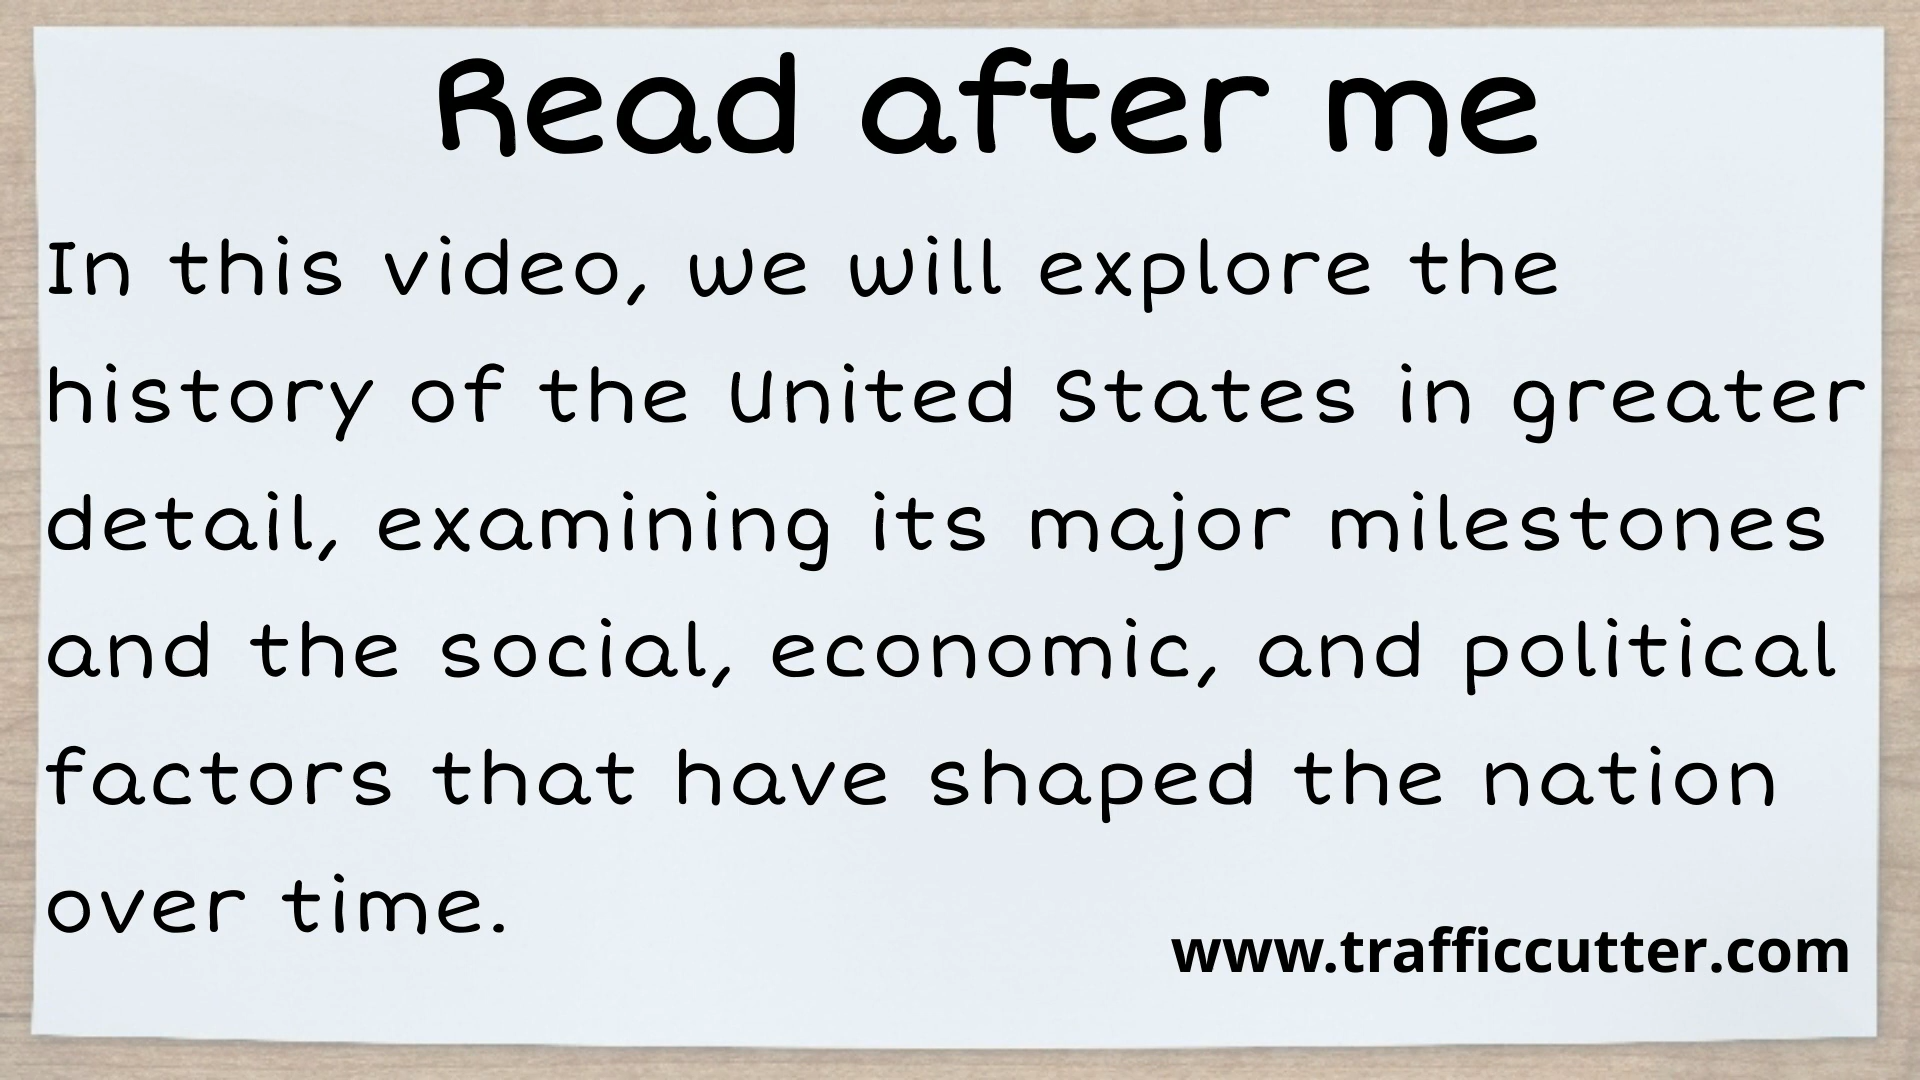 Read after me
In this video, we will explore the
history of the United States in greater
detail, examining its major milestones
and the social, economic, and political
factors that have shaped the nation
over time.
www.trafficcutter.com